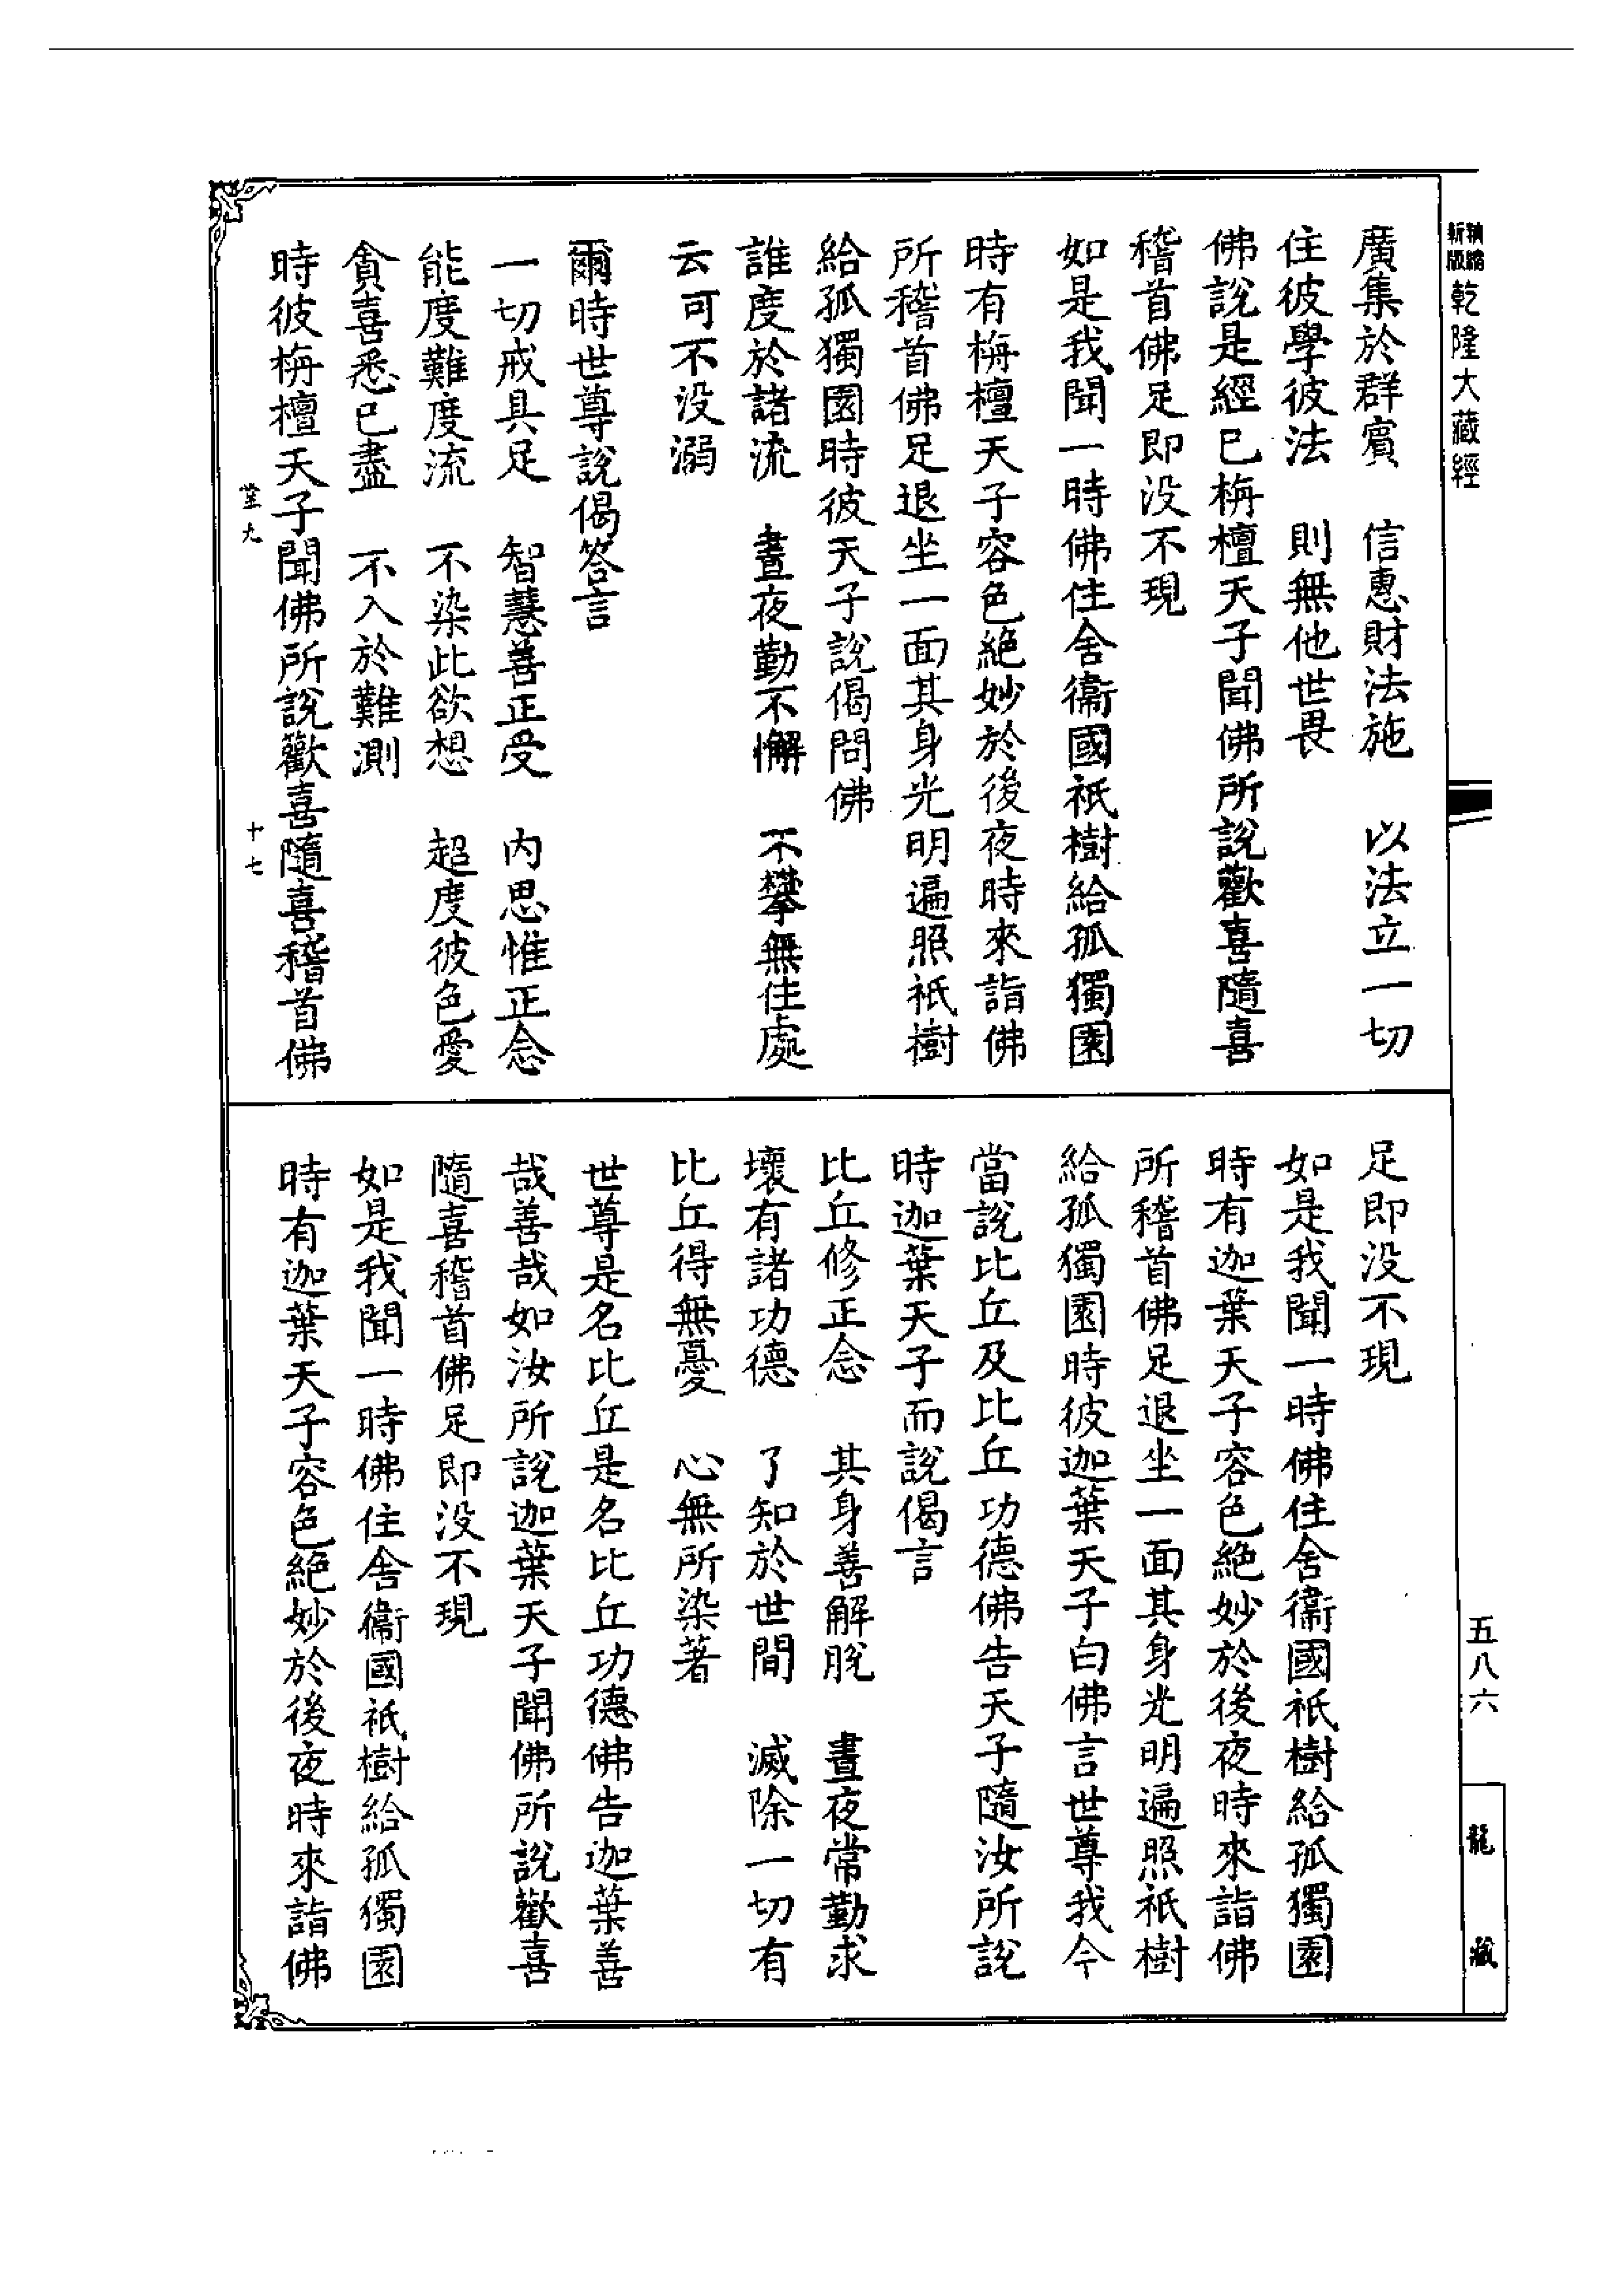 新版
精縮
乾隆大藏經
廣集於群賓　信惠財法施　以法立一切
住彼學彼法　則無他世畏
佛說是經已栴檀天子聞佛所說歡喜隨喜
稽首佛足即没不現
如是我聞一時佛住舍衞國祇樹給孤獨園
時有栴檀天子容色絶妙於後夜時來詣佛
所稽首佛足退坐一面其身光明遍照祇樹
給孤獨園時彼天子說偈問佛
誰度於諸流　晝夜勤不懈　不攀無住處
云可不没溺
爾時世尊說偈答言
一切戒具足　智慧善正受　内思惟正念
能度難度流　不染此欲想　超度彼色愛
貪喜悉已盡　不入於難測
時彼栴檀天子聞佛所說歡喜隨喜稽首佛
堂九　十七
足即没不現
如是我聞一時佛住舍衞國祇樹給孤獨園
時有迦葉天子容色絶妙於後夜時來詣佛
所稽首佛足退坐一面其身光明遍照祇樹
給孤獨園時彼迦葉天子白佛言世尊我今
當說比丘及比丘功德佛告天子隨汝所說
時迦葉天子而說偈言
比丘修正念　其身善解脫　晝夜常勤求
壞有諸功德　了知於世間　滅除一切有
比丘得無憂　心無所染著
世尊是名比丘是名比丘功德佛告迦葉善
哉善哉如汝所說迦葉天子聞佛所說歡喜
隨喜稽首佛足即没不現
如是我聞一時佛住舍衞國祇樹給孤獨園
時有迦葉天子容色絶妙於後夜時來詣佛
五八六
龍藏